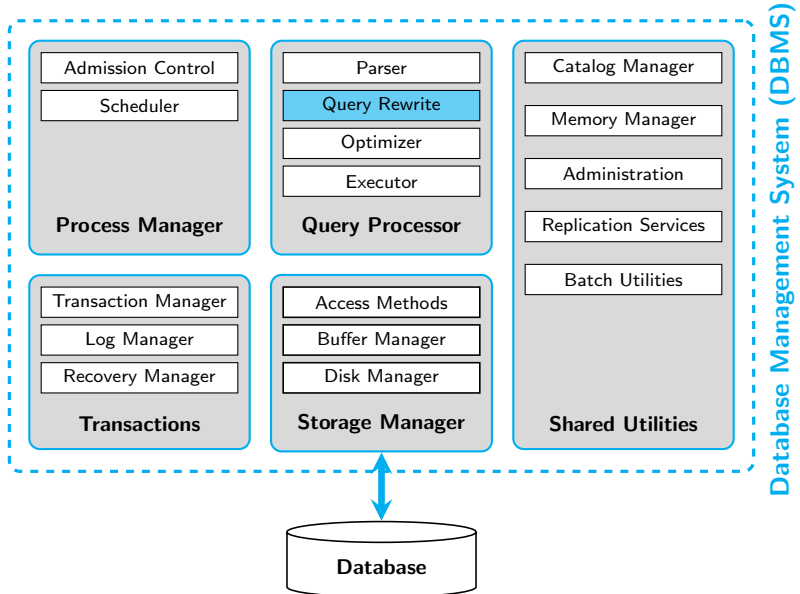 Admission Control
Scheduler
Process Manager
Parser
Query Rewrite
Optimizer
Executor
Query Processor
Catalog Manager
Memory Manager
Administration
Replication Services
Batch Utilities
Shared Utilities
Transaction Manager
Log Manager
Recovery Manager
Transactions
Access Methods
Buffer Manager
Disk Manager
Storage Manager
Database
Database Management System (DBMS)